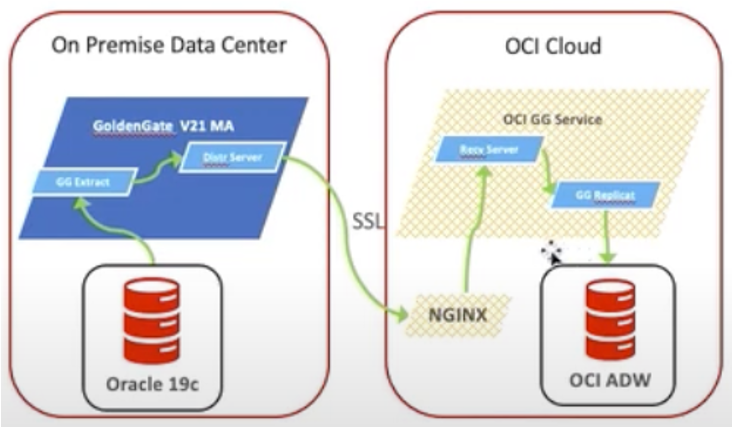 On Premise Data Center
GoldenGate V21 MA
Distr Server
GG Extract
Oracle 19c
SSL
OCI Cloud
OCI GG Service
Recv Server
GG Replicat
NGINX
OCI ADW